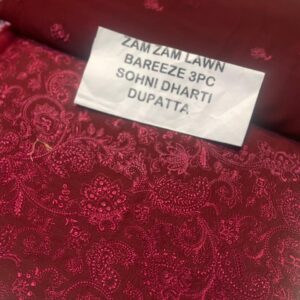 ZAM ZAM LAWN
BAREEZE 3PC
SOHNI DHARTI
DUPATTA